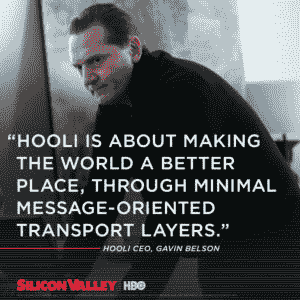 “HOOLI IS ABOUT MAKING
THE WORLD A BETTER
PLACE, THROUGH MINIMAL
MESSAGE-ORIENTED
TRANSPORT LAYERS.”
HOOLI CEO, GAVIN BELSON
SILICON VALLEY HBO